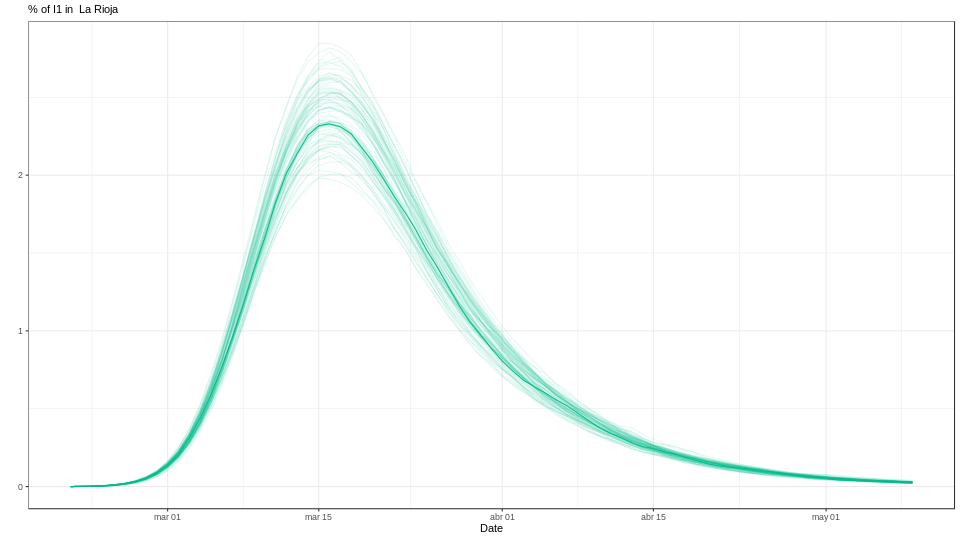 % of I1 in  La Rioja
2
1
0
mar 01
mar 15
abr 01
abr 15
may 01
Date